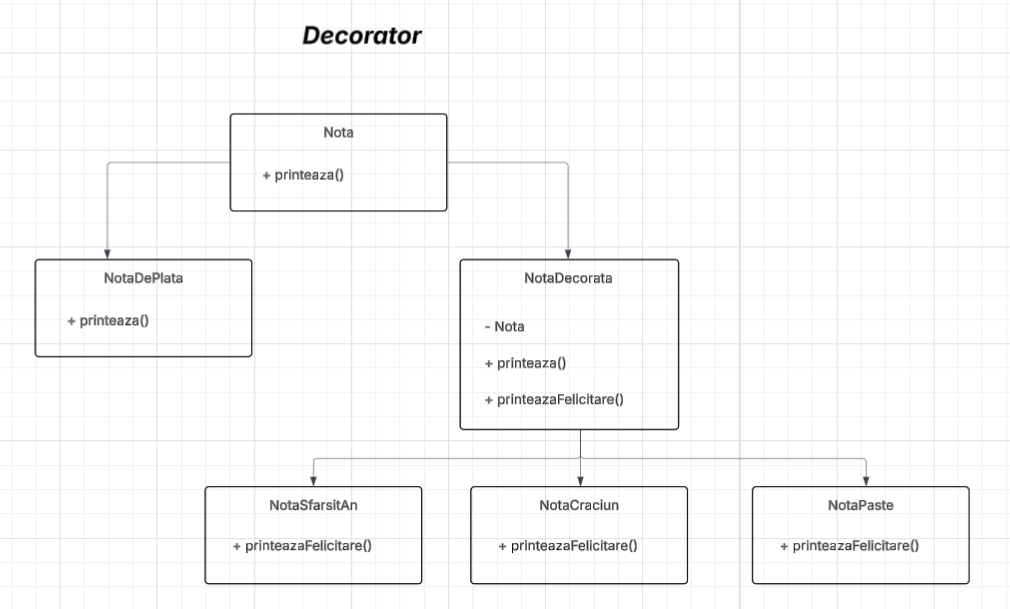 Decorator
Nota
+ printeaza()
NotaDePlata
+ printeaza()
NotaDecorata
- Nota
+ printeaza()
+ printeazaFelicitare()
NotaSfarsitAn
+ printeazaFelicitare()
NotaCraciun
+ printeazaFelicitare()
NotaPaste
+ printeazaFelicitare()